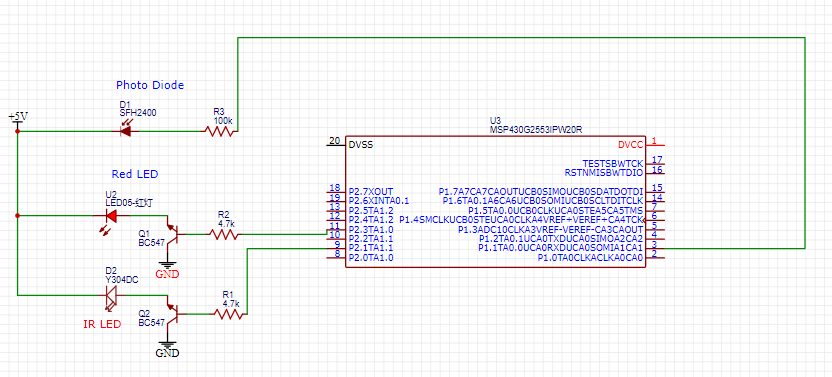 Photo Diode
+5V
D1
SFH2400
R3
100k
U3
MSP430G2553IPW20R
20 DVSS
DVCC 1
TESTSBWTCK 17
RSTNMISBWTDIO 16
Red LED
U2
LED05-红灯
18 P2.7XOUT
19 P2.6XINTA0.1
13 P2.5TA1.2
12 P2.4TA1.2
11 P2.3TA1.0
10 P2.2TA1.1
9 P2.1TA1.1
8 P2.0TA1.0
P1.7A7CA7CAOUTUCB0SIMOUCB0SDATDOTDI 15
P1.6TA0.1A6CA6UCB0SOMIUCB0SCLTDITCLK 14
P1.5TA0.0UCB0CLKUCA0STEA5CA5TMS 7
P1.4SMCLKUCB0STEUCA0CLKA4VREF+VEREF+CA4TCK 6
P1.3ADC10CLKA3VREF-VEREF-CA3CAOUT 5
P1.2TA0.1UCA0TXDUCA0SIMOA2CA2 4
P1.1TA0.0UCA0RXDUCA0SOMIA1CA1 3
P1.0TA0CLKACLKA0CA0 2
R2
4.7k
Q1
BC547
GND
D2
Y304DC
R1
4.7k
Q2
BC547
IR LED
GND